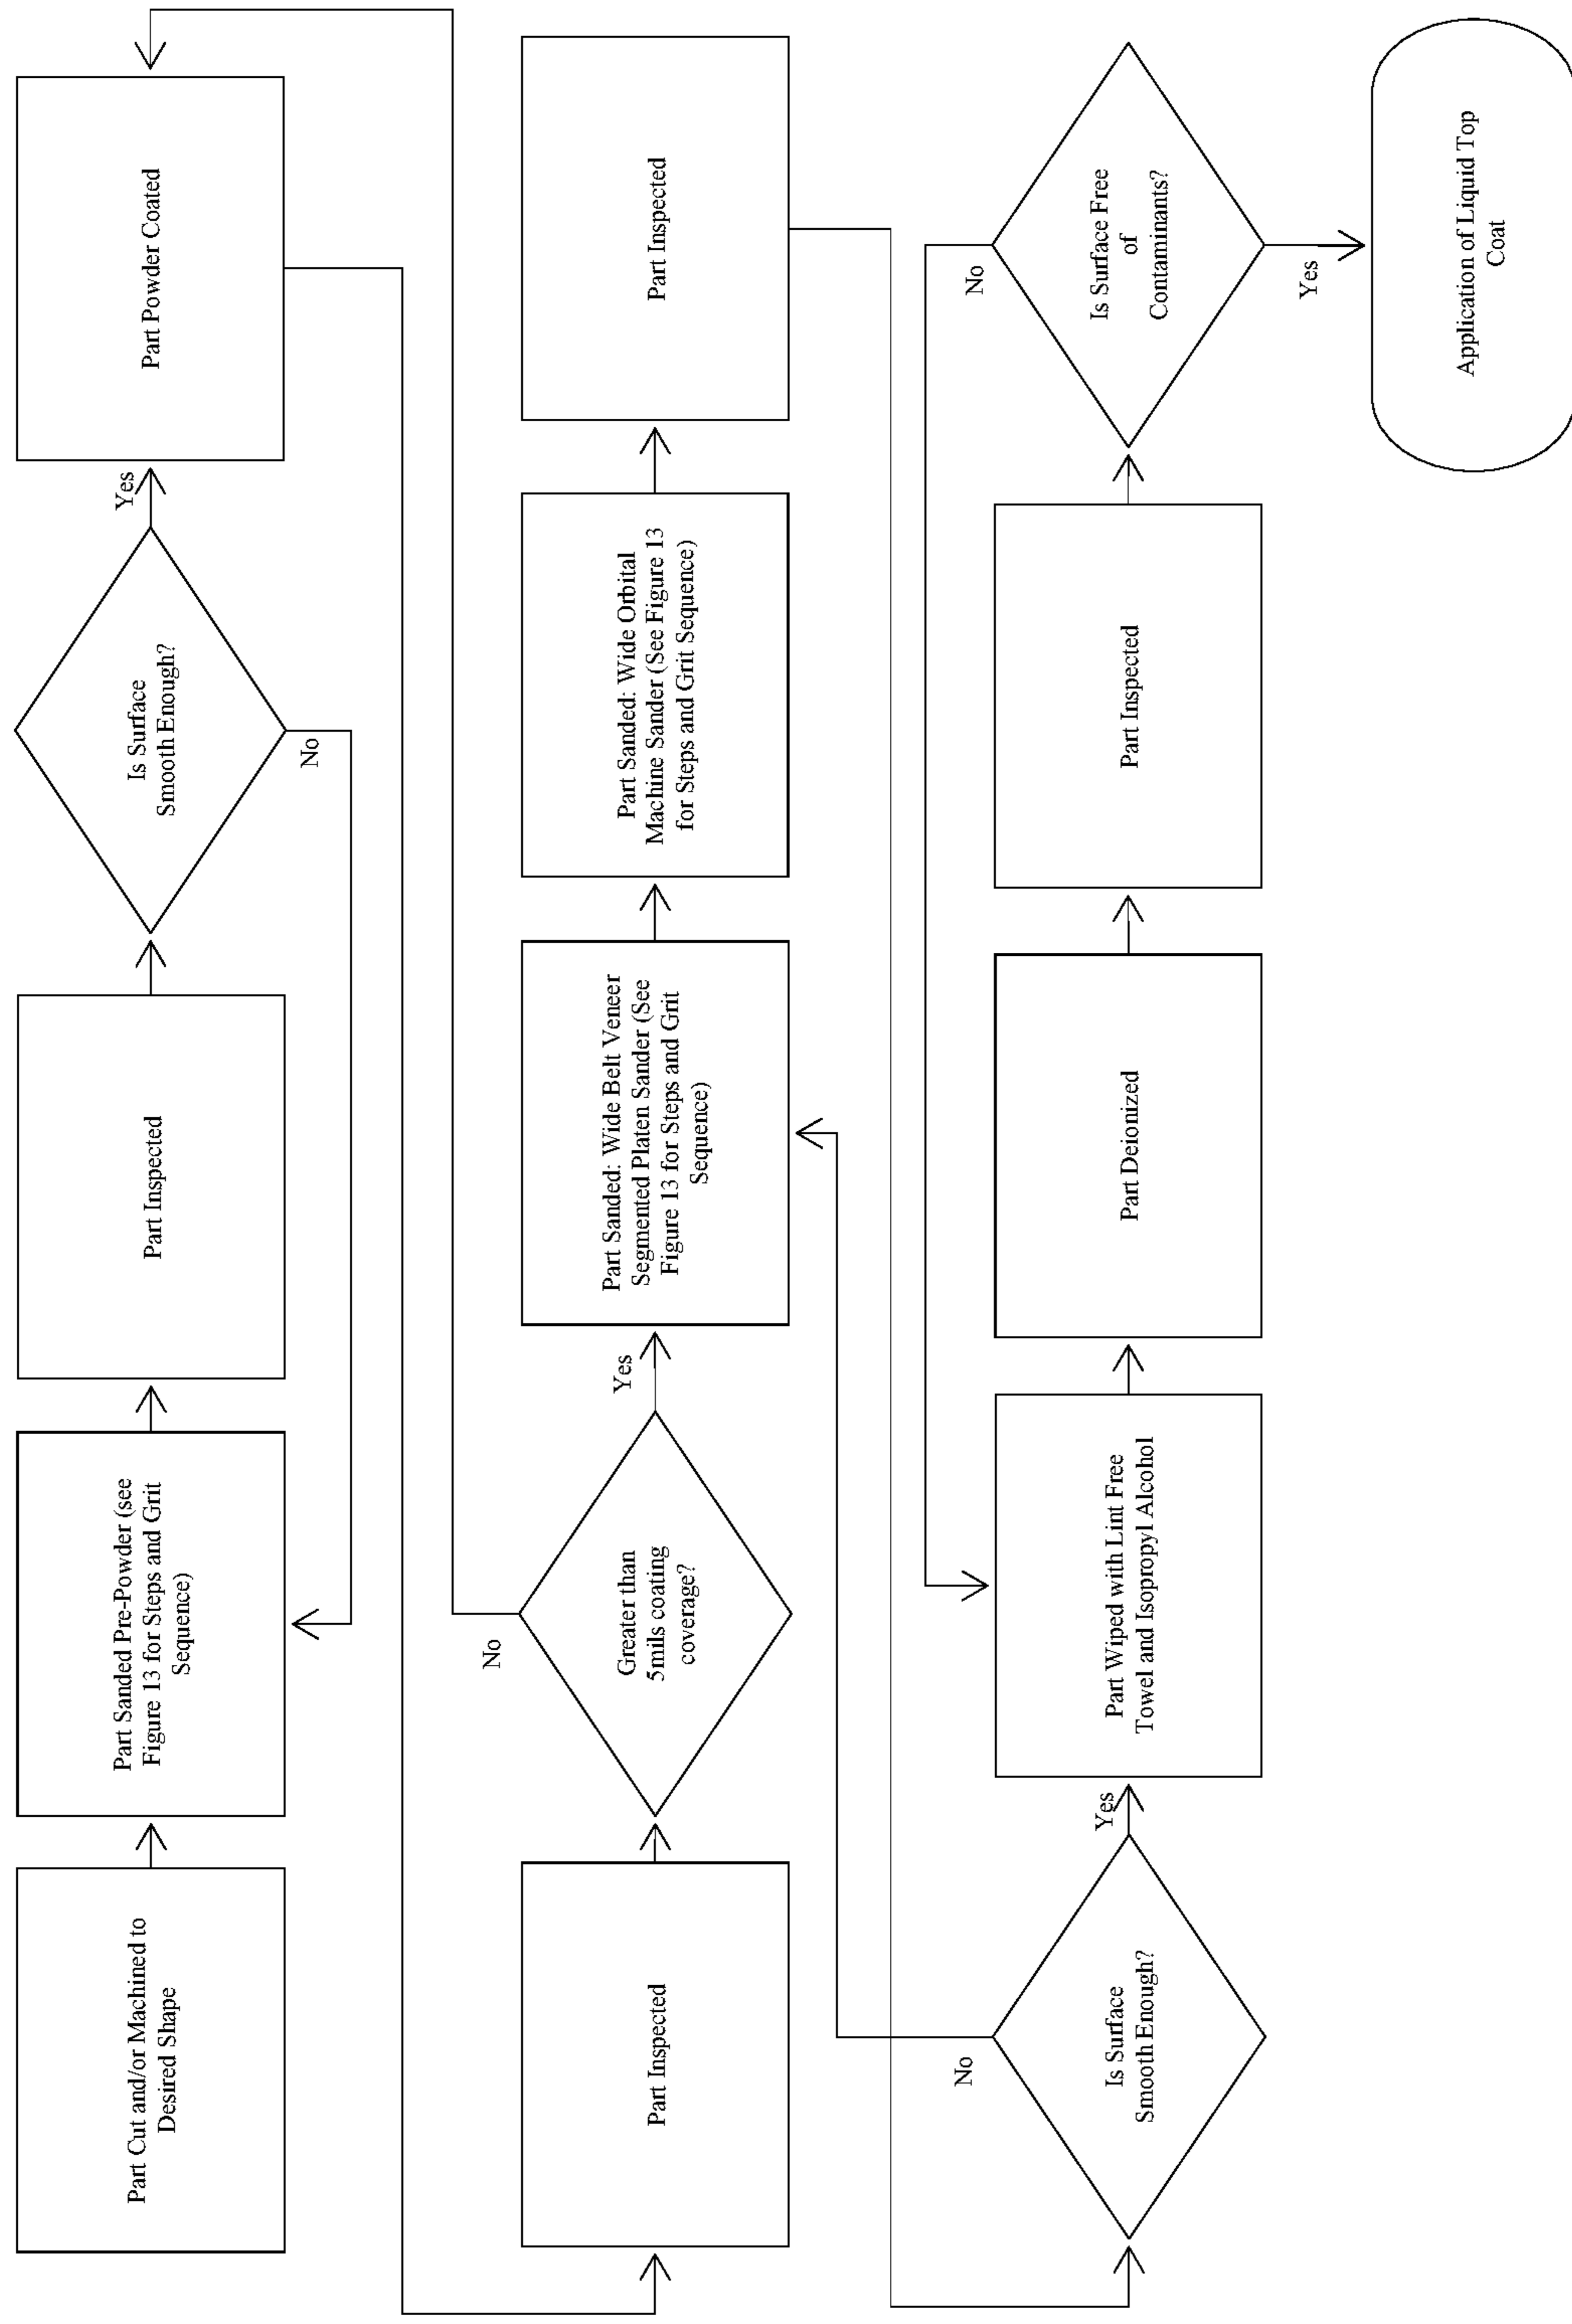 Part Cut and/or Machined to
Desired Shape
Part Sanded Pre-Powder (see
Figure 13 for Steps and Grit
Sequence)
Part Inspected
Is Surface
Smooth Enough?
Yes
No
Part Powder Coated
Part Inspected
Greater than
5mils coating
coverage?
No
Yes
Part Sanded: Wide Belt Veneer
Segmented Platen Sander (See
Figure 13 for Steps and Grit
Sequence)
Part Sanded: Wide Orbital
Machine Sander (See Figure 13
for Steps and Grit Sequence)
Part Inspected
Is Surface
Smooth Enough?
No
Yes
Part Wiped with Lint Free
Towel and Isopropyl Alcohol
Part Deionized
Part Inspected
Is Surface Free
of
Contaminants?
No
Yes
Application of Liquid Top
Coat